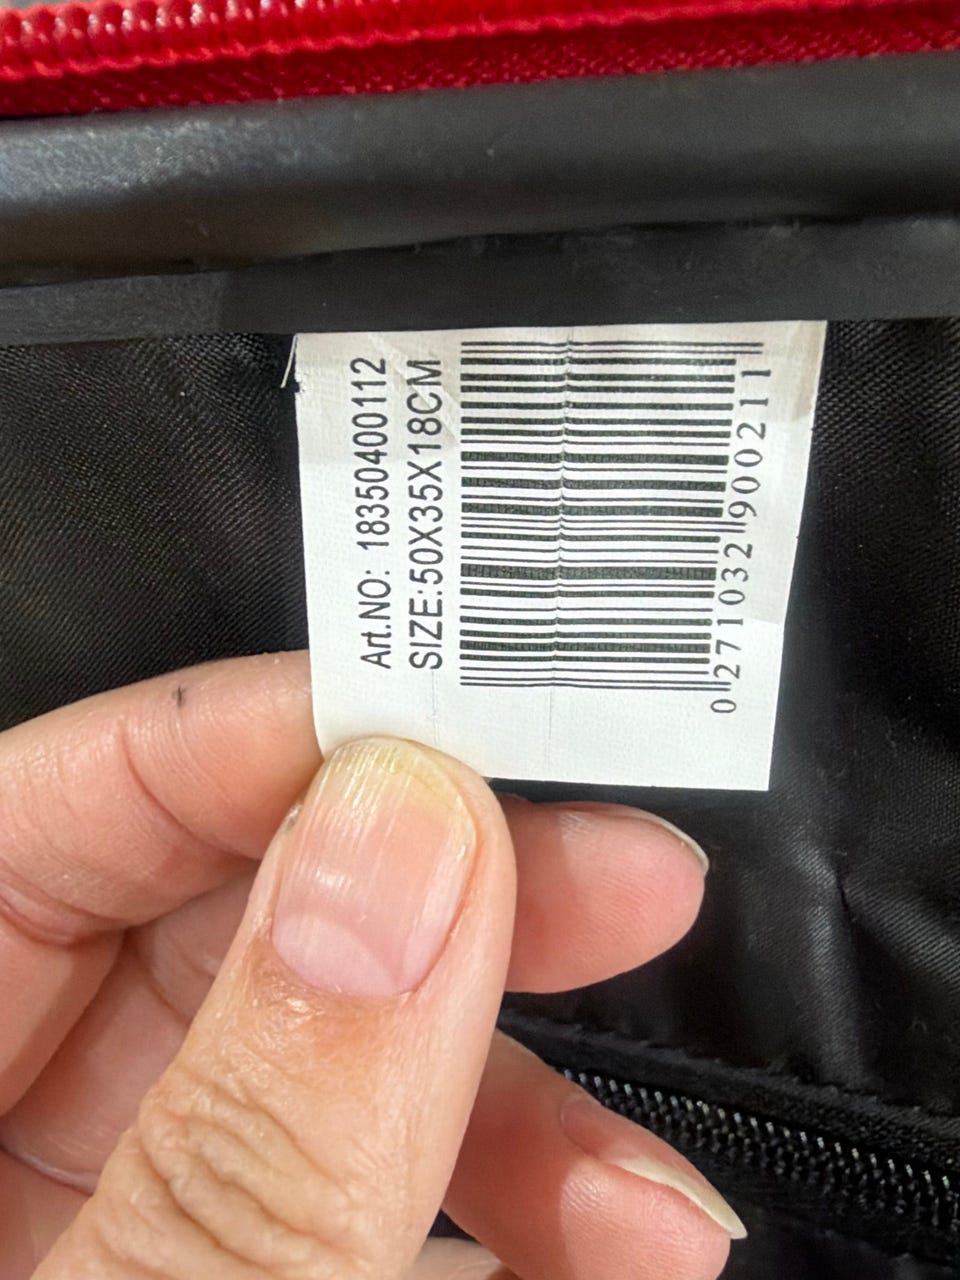 Art.NO: 18350400112
SIZE:50X35X18CM
0 271032 900211